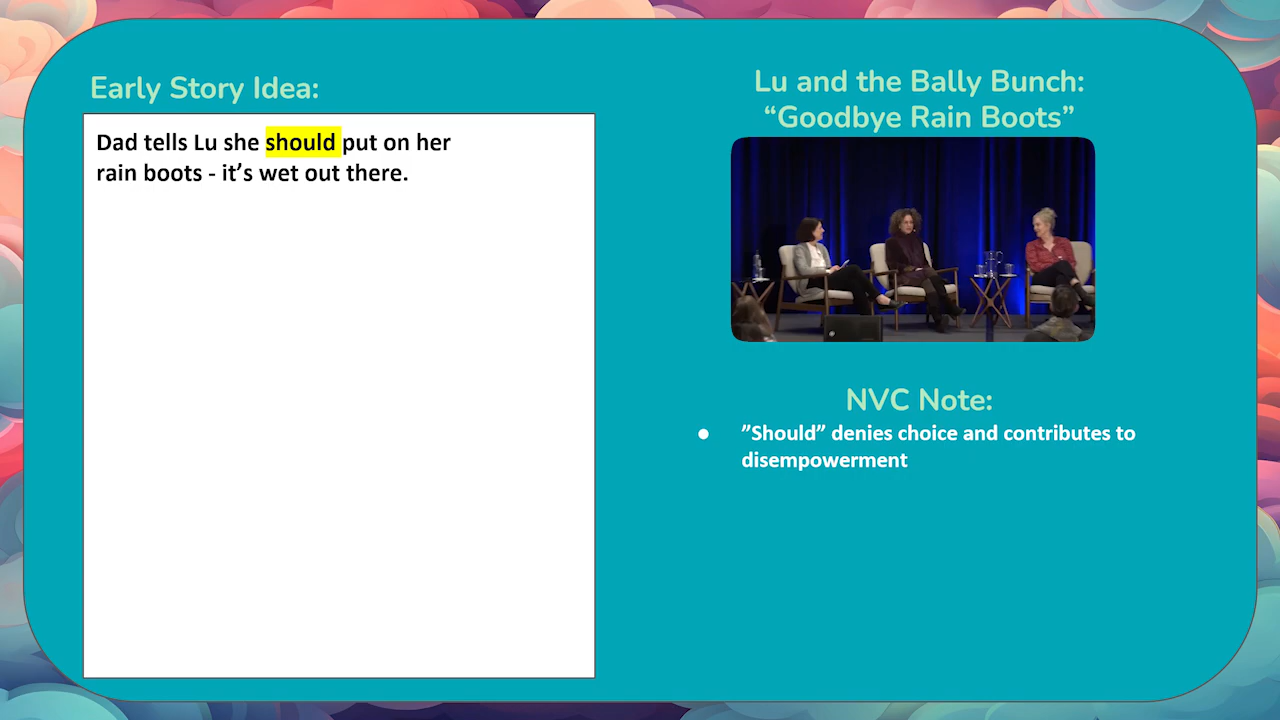 Early Story Idea:
Dad tells Lu she should put on her
rain boots - it’s wet out there.
Lu and the Bally Bunch:
“Goodbye Rain Boots”
NVC Note:
● ”Should” denies choice and contributes to
disempowerment